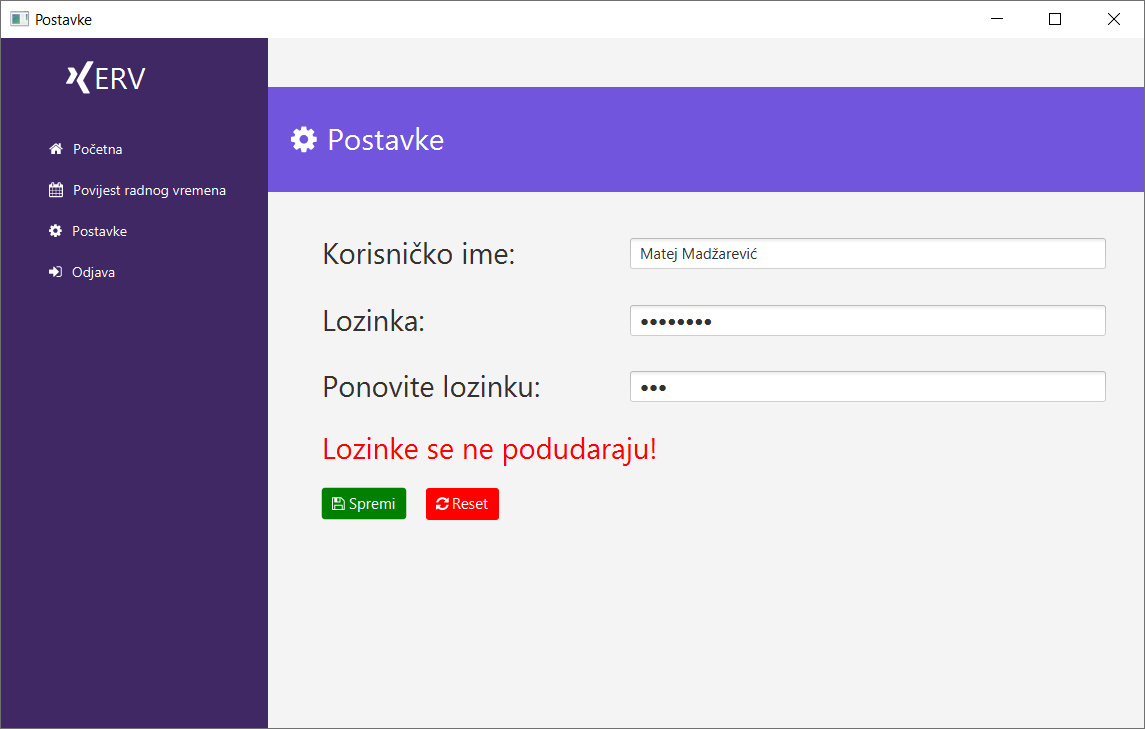 Postavke
ERV
Početna
Povijest radnog vremena
Postavke
Odjava
Postavke
Korisničko ime:
Matej Madžarević
Lozinka:
••••••••
Ponovite lozinku:
•••
Lozinke se ne podudaraju!
Spremi
Reset